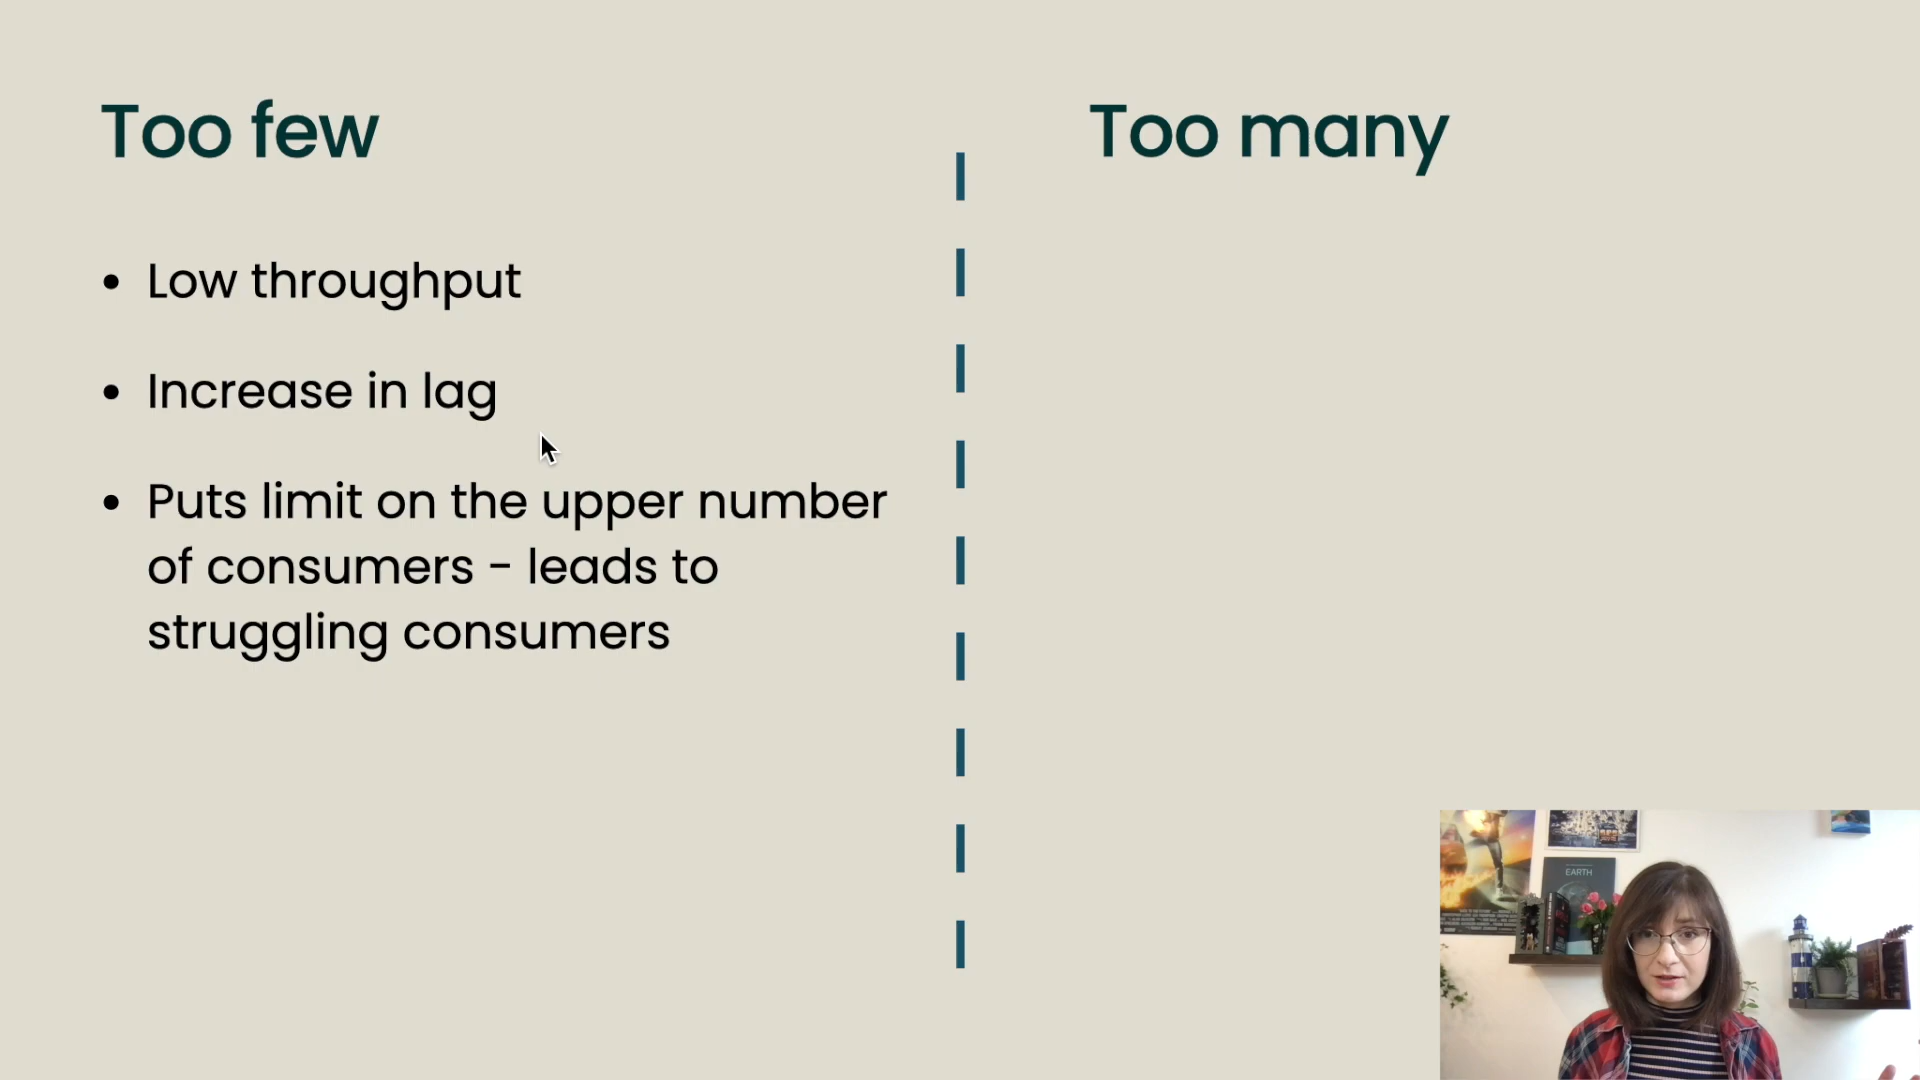 Too few
• Low throughput
• Increase in lag
• Puts limit on the upper number
of consumers - leads to
struggling consumers
Too many
EARTH